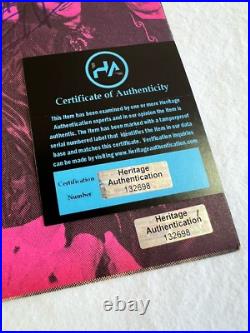 HA
Certificate of Authenticity
This item has been examined by one or more Heritage
Authentication experts and in our opinion the item is
authentic. The item has been marked with a tamperproof
serial numbered label that identifies the item in our data
base and matches this certificate. Verification inquiries
can be made by visiting www.Heritageauthentication.com.
Certification
Number
Heritage
Authentication
132698
Heritage
Authentication
132698